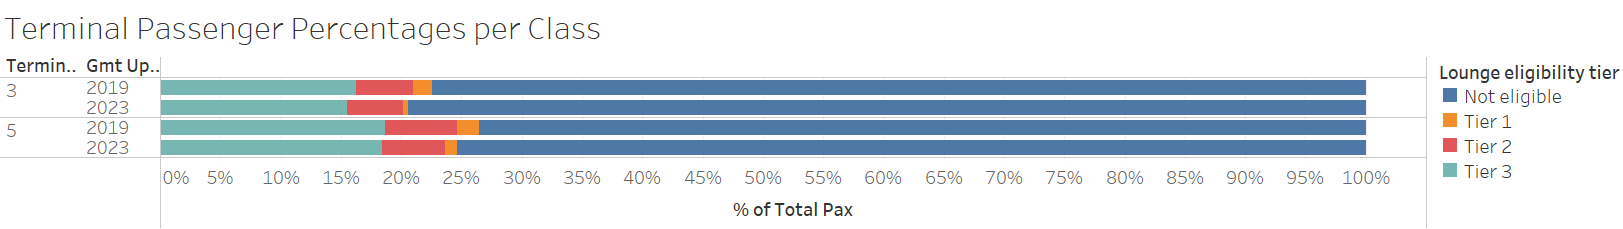 Terminal Passenger Percentages per Class
Termin.. Gmt Up..
3 2019
2023
5 2019
2023
0% 5% 10% 15% 20% 25% 30% 35% 40% 45% 50% 55% 60% 65% 70% 75% 80% 85% 90% 95% 100%
% of Total Pax
Lounge eligibility tier
Not eligible
Tier 1
Tier 2
Tier 3